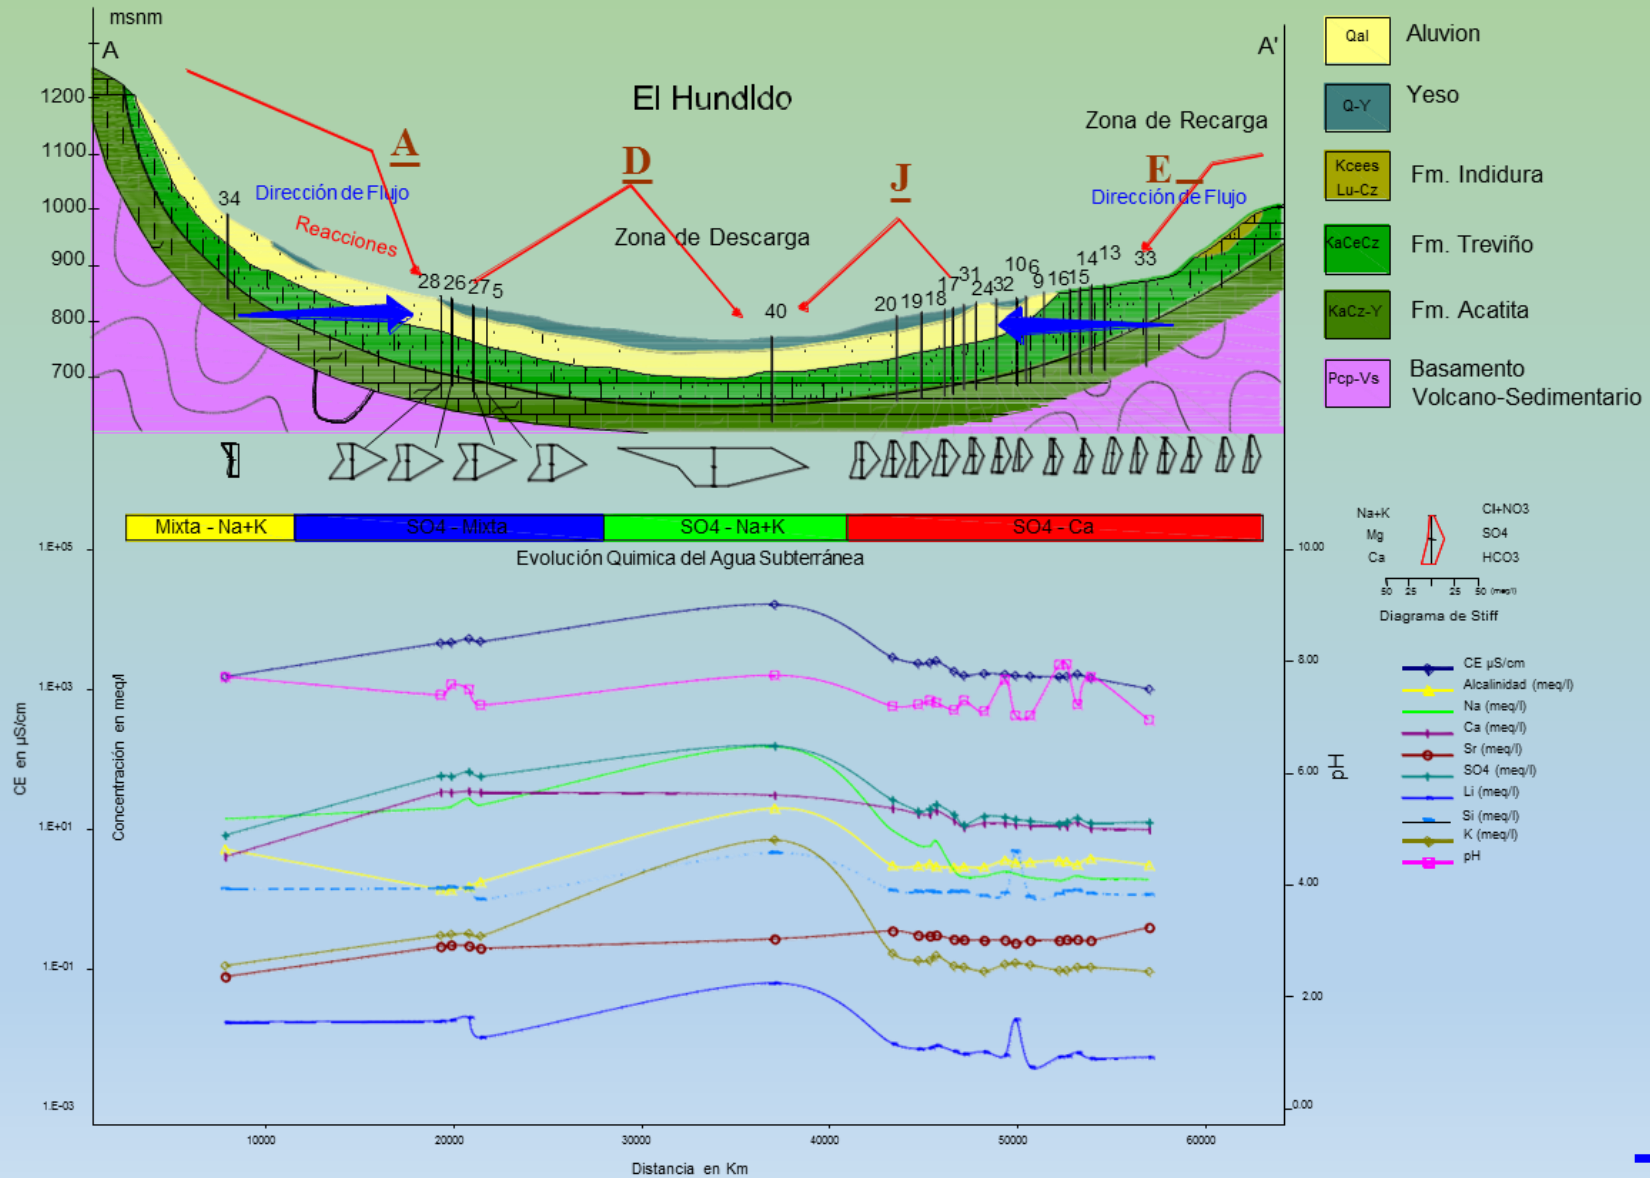 msnm
A
A'
El Hundido
Zona de Recarga
A
D
J
E
Dirección de Flujo
Dirección de Flujo
Reacciones
Zona de Descarga
34
28 26 27 5
40
20 19 18 17 31 24 32 10 6 9 16 15 14 13 33
1200
1100
1000
900
800
700
Qal Aluvion
Q-Y Yeso
Kcees
Lu-Cz
Fm. Indidura
KaCeCz Fm. Treviño
KaCz-Y Fm. Acatita
Pcp-Vs Basamento
Volcano-Sedimentario
Mixta - Na+K
SO4 - Mixta
SO4 - Na+K
SO4 - Ca
Evolución Quimica del Agua Subterránea
Na+K Cl+NO3
Mg SO4
Ca HCO3
50 25 25 50 (meq/l)
Diagrama de Stiff
CE µS/cm
Alcalinidad (meq/l)
Na (meq/l)
Ca (meq/l)
Sr (meq/l)
SO4 (meq/l)
Li (meq/l)
Si (meq/l)
K (meq/l)
pH
1.E+05
1.E+03
1.E+01
1.E-01
1.E-03
CE en µS/cm
Concentración en meq/l
10.00
8.00
6.00
4.00
2.00
0.00
pH
10000 20000 30000 40000 50000 60000
Distancia en Km